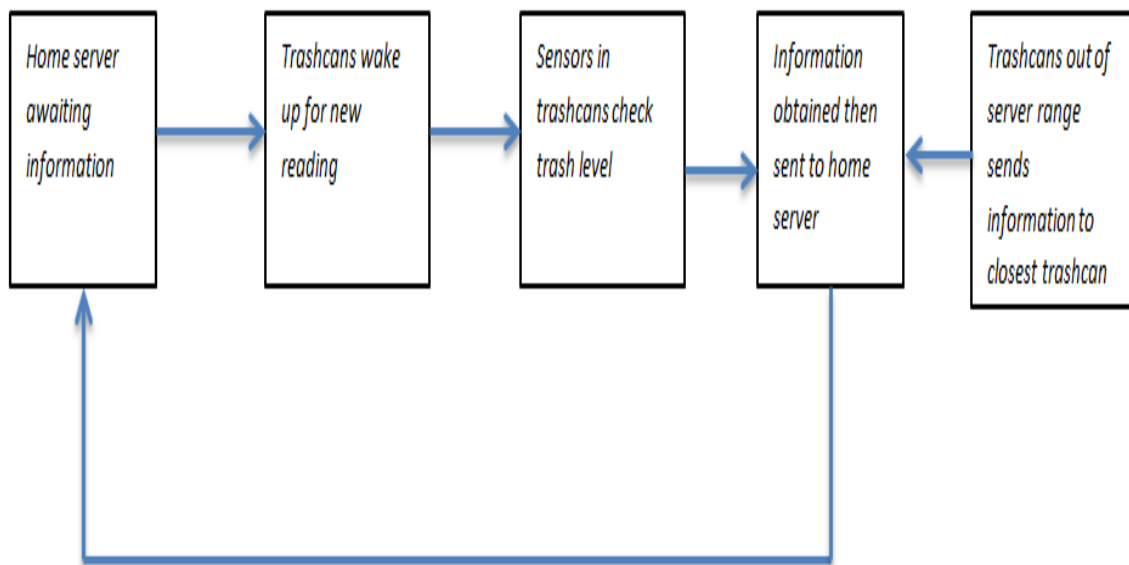 Home server
awaiting
information
Trashcans wake
up for new
reading
Sensors in
trashcans check
trash level
Information
obtained then
sent to home
server
Trashcans out of
server range
sends
information to
closest trashcan